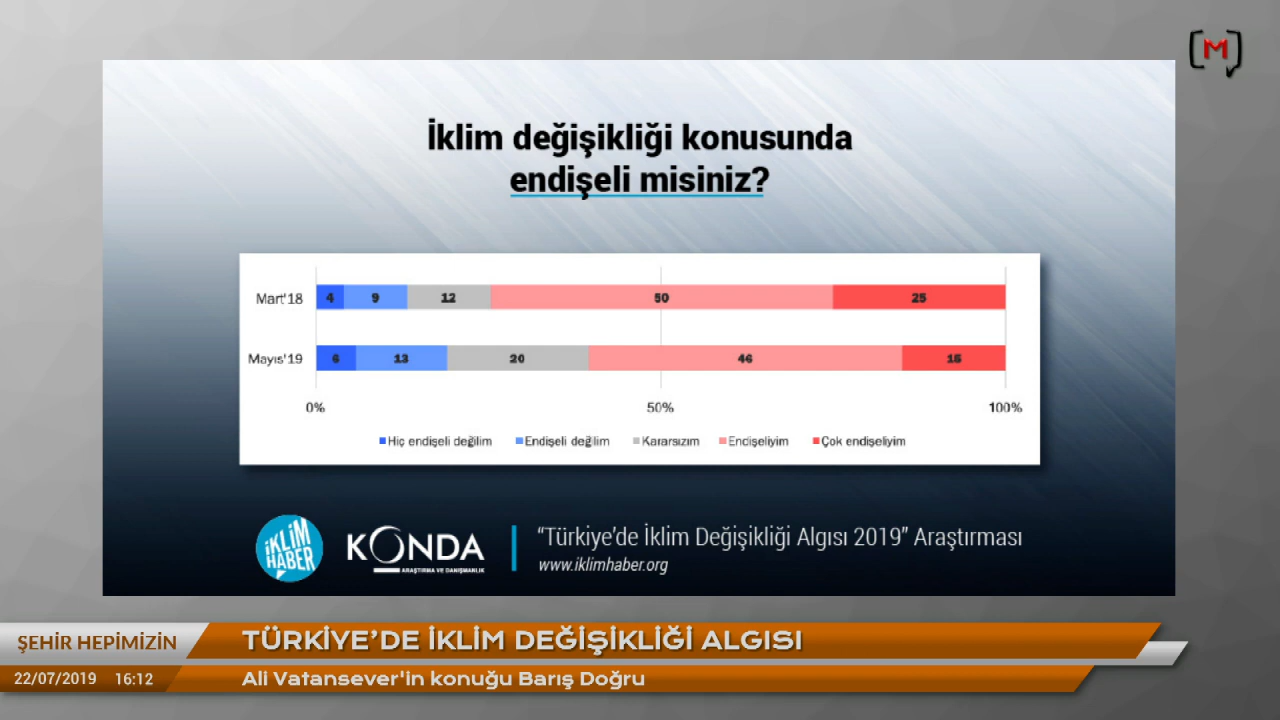 M
İklim değişikliği konusunda
endişeli misiniz?
Mart'18 4 9 12 50 25
Mayıs'19 6 13 20 46 15
0% 50% 100%
Hiç endişeli değilim Endişeli değilim Kararsızım Endişeliyim Çok endişeliyim
İKLİM
HABER
KONDA
ARAŞTIRMA VE DANIŞMANLIK
“Türkiye’de İklim Değişikliği Algısı 2019” Araştırması
www.iklimhaber.org
ŞEHİR HEPİMİZİN
TÜRKİYE’DE İKLİM DEĞİŞİKLİĞİ ALGISI
22/07/2019 16:12
Ali Vatansever'in konuğu Barış Doğru